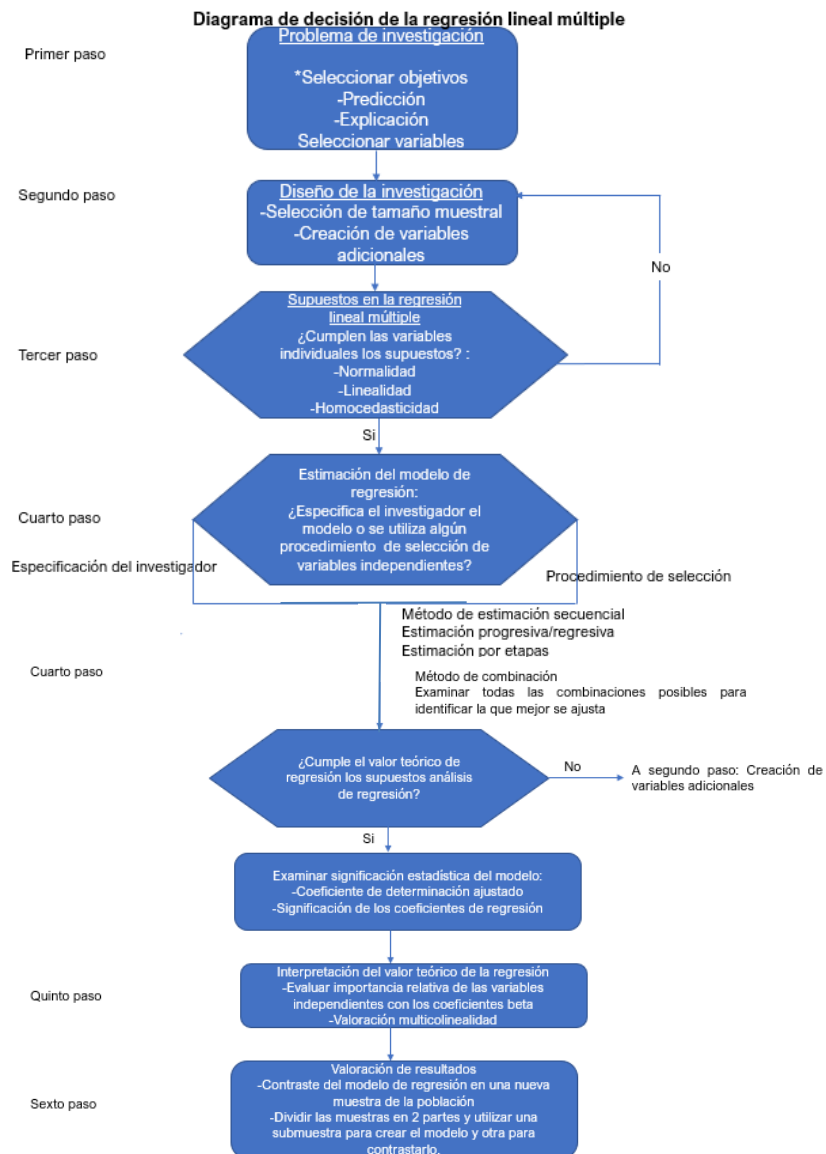 Diagrama de decisión de la regresión lineal múltiple
Primer paso
Problema de investigación
*Seleccionar objetivos
-Predicción
-Explicación
Seleccionar variables
Segundo paso
Diseño de la investigación
-Selección de tamaño muestral
-Creación de variables
adicionales
No
Tercer paso
Supuestos en la regresión
lineal múltiple
¿Cumplen las variables
individuales los supuestos? :
-Normalidad
-Linealidad
-Homocedasticidad
Si
Cuarto paso
Estimación del modelo de
regresión:
¿Especifica el investigador el
modelo o se utiliza algún
procedimiento de selección de
variables independientes?
Especificación del investigador
Procedimiento de selección
Método de estimación secuencial
Estimación progresiva/regresiva
Estimación por etapas
Cuarto paso
Método de combinación
Examinar todas las combinaciones posibles para
identificar la que mejor se ajusta
¿Cumple el valor teórico de
regresión los supuestos análisis
de regresión?
No
A segundo paso: Creación de
variables adicionales
Si
Examinar significación estadística del modelo:
-Coeficiente de determinación ajustado
-Significación de los coeficientes de regresión
Quinto paso
Interpretación del valor teórico de la regresión
-Evaluar importancia relativa de las variables
independientes con los coeficientes beta
-Valoración multicolinealidad
Sexto paso
Valoración de resultados
-Contraste del modelo de regresión en una nueva
muestra de la población
-Dividir las muestras en 2 partes y utilizar una
submuestra para crear el modelo y otra para
contrastarlo.